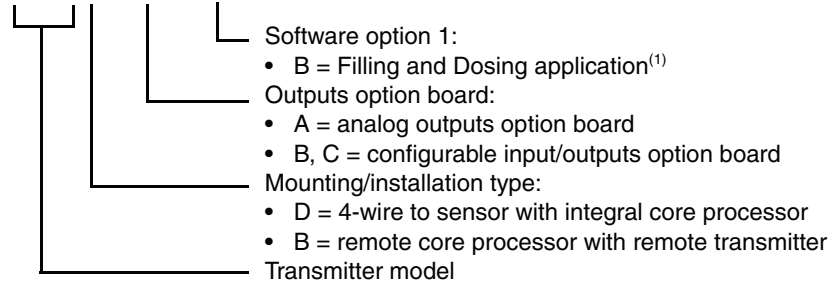 Software option 1:
• B = Filling and Dosing application(1)
Outputs option board:
• A = analog outputs option board
• B, C = configurable input/outputs option board
Mounting/installation type:
• D = 4-wire to sensor with integral core processor
• B = remote core processor with remote transmitter
Transmitter model